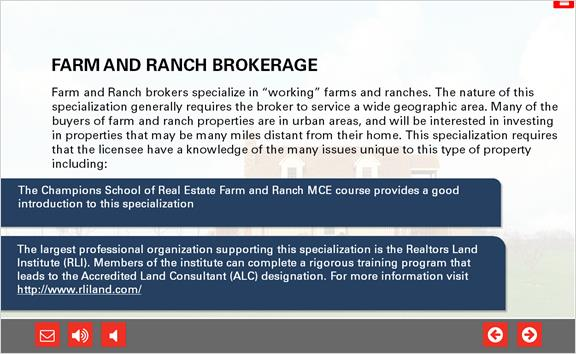 FARM AND RANCH BROKERAGE
Farm and Ranch brokers specialize in “working” farms and ranches. The nature of this
specialization generally requires the broker to service a wide geographic area. Many of the
buyers of farm and ranch properties are in urban areas, and will be interested in investing
in properties that may be many miles distant from their home. This specialization requires
that the licensee have a knowledge of the many issues unique to this type of property
including:
The Champions School of Real Estate Farm and Ranch MCE course provides a good
introduction to this specialization
The largest professional organization supporting this specialization is the Realtors Land
Institute (RLI). Members of the institute can complete a rigorous training program that
leads to the Accredited Land Consultant (ALC) designation. For more information visit
http://www.rliland.com/